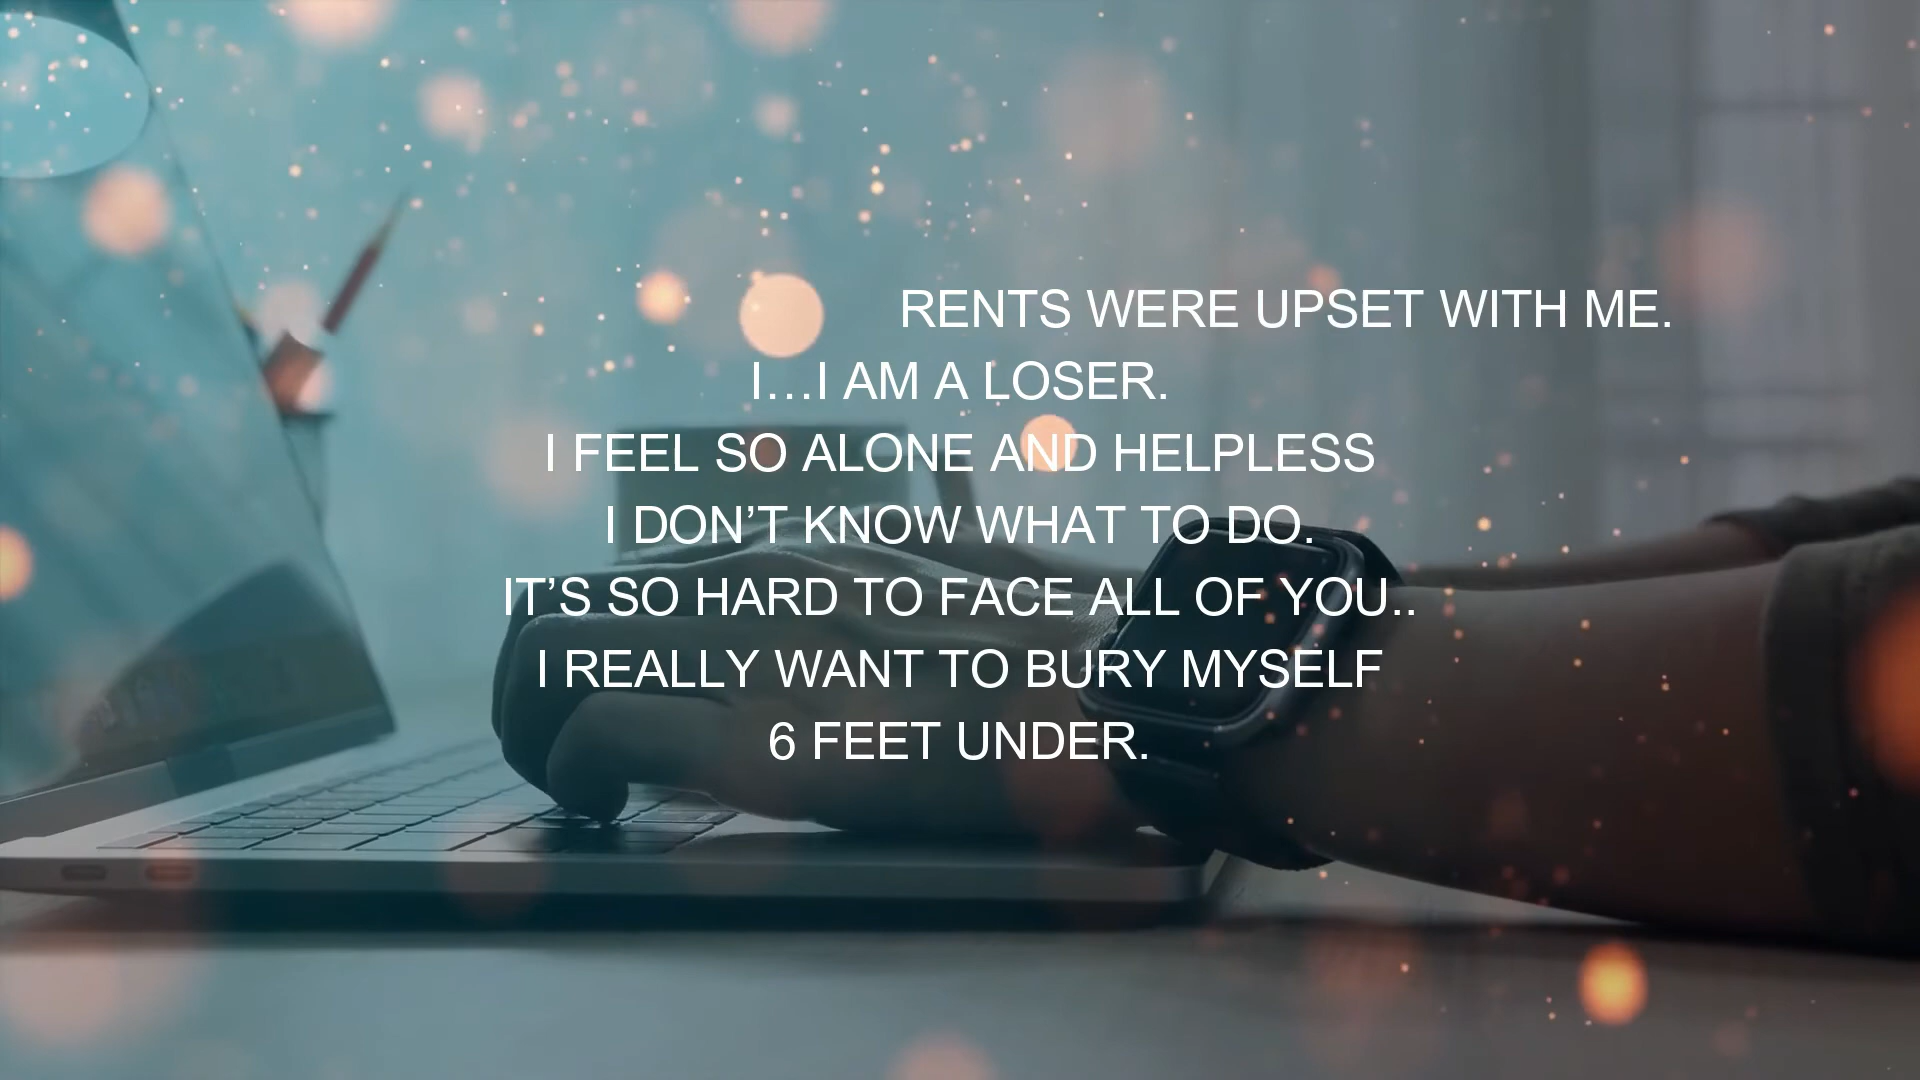 RENTS WERE UPSET WITH ME.
I…I AM A LOSER.
I FEEL SO ALONE AND HELPLESS
I DON’T KNOW WHAT TO DO.
IT’S SO HARD TO FACE ALL OF YOU..
I REALLY WANT TO BURY MYSELF
6 FEET UNDER.